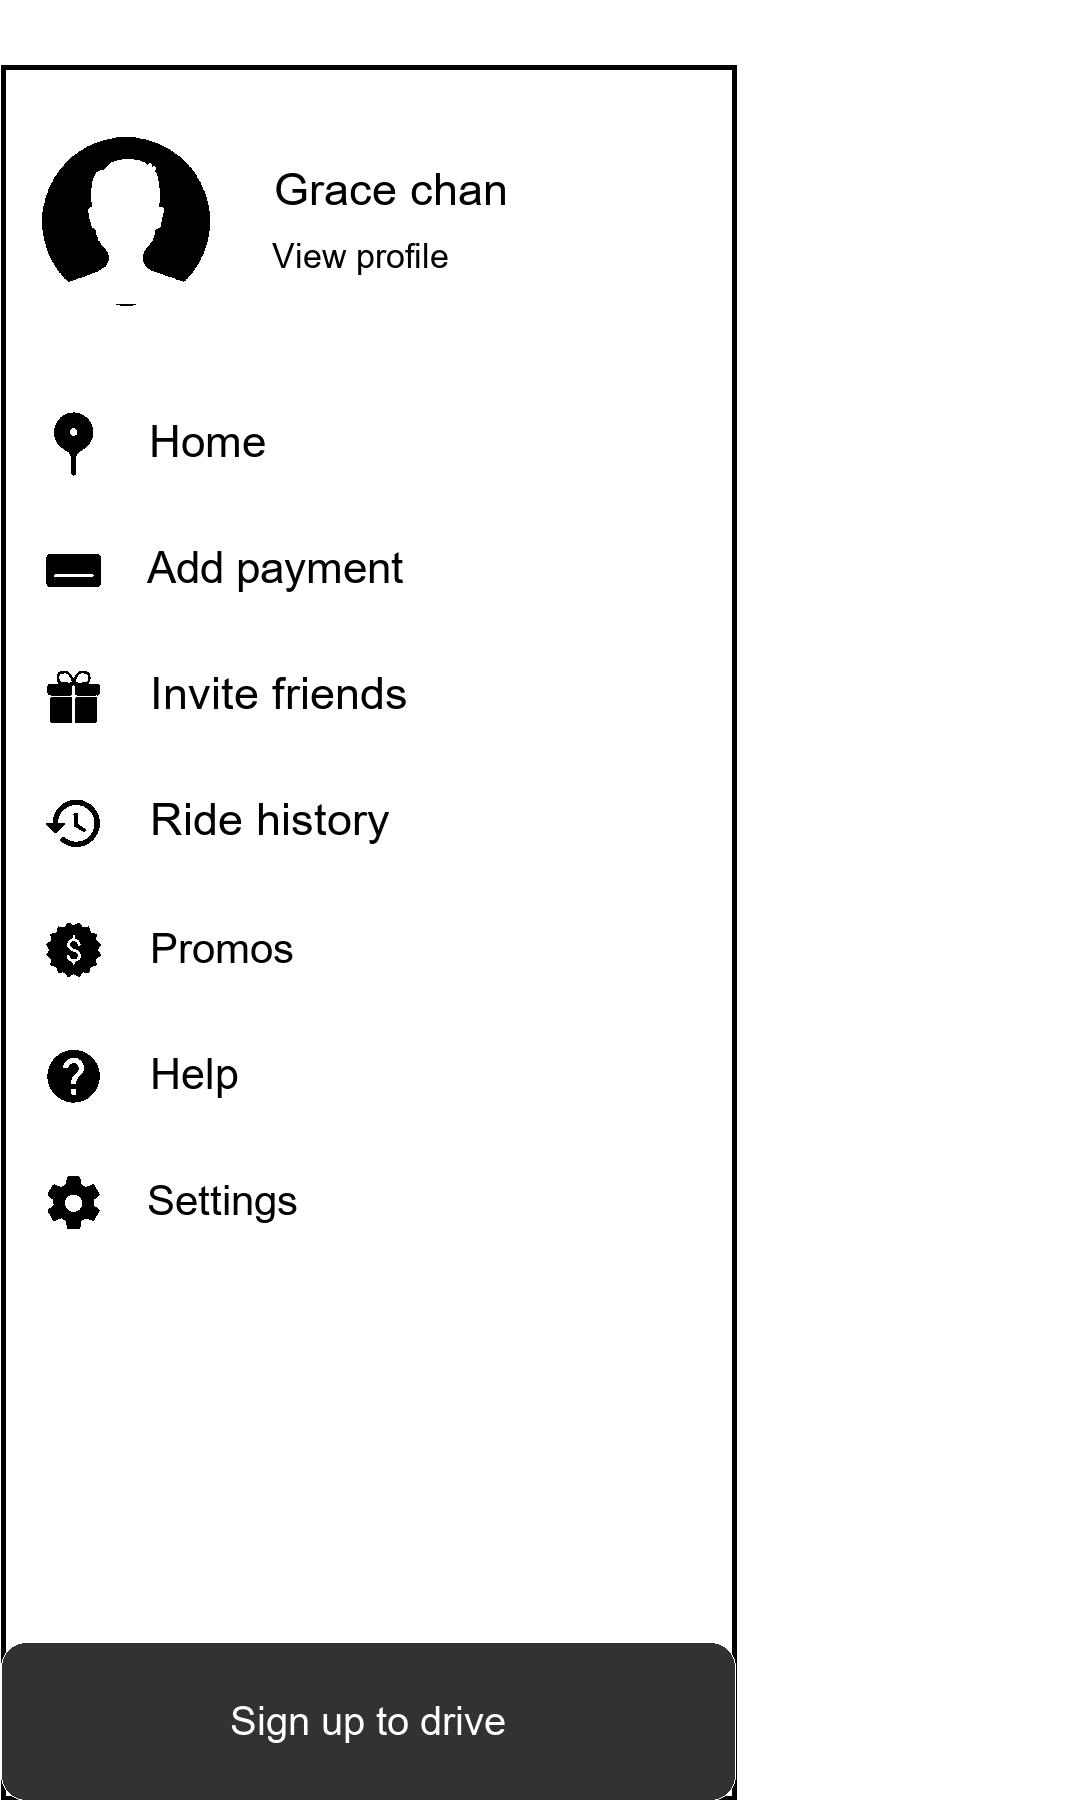 Grace chan
View profile
Home
Add payment
Invite friends
Ride history
$
Promos
?
Help
Settings
Sign up to drive